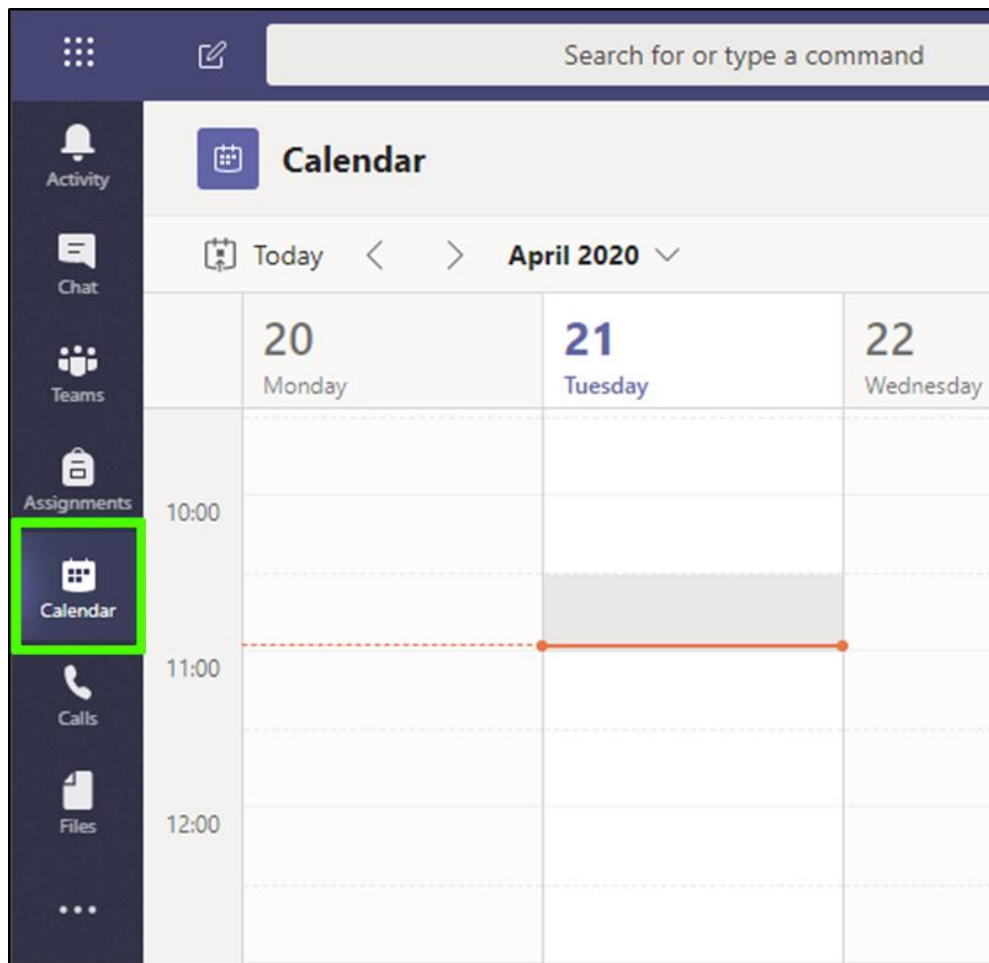 Search for or type a command
Activity
Calendar
Chat
Today
April 2020
Teams
20
21
22
Monday
Tuesday
Wednesday
Assignments
10:00
Calendar
11:00
Calls
Files
12:00